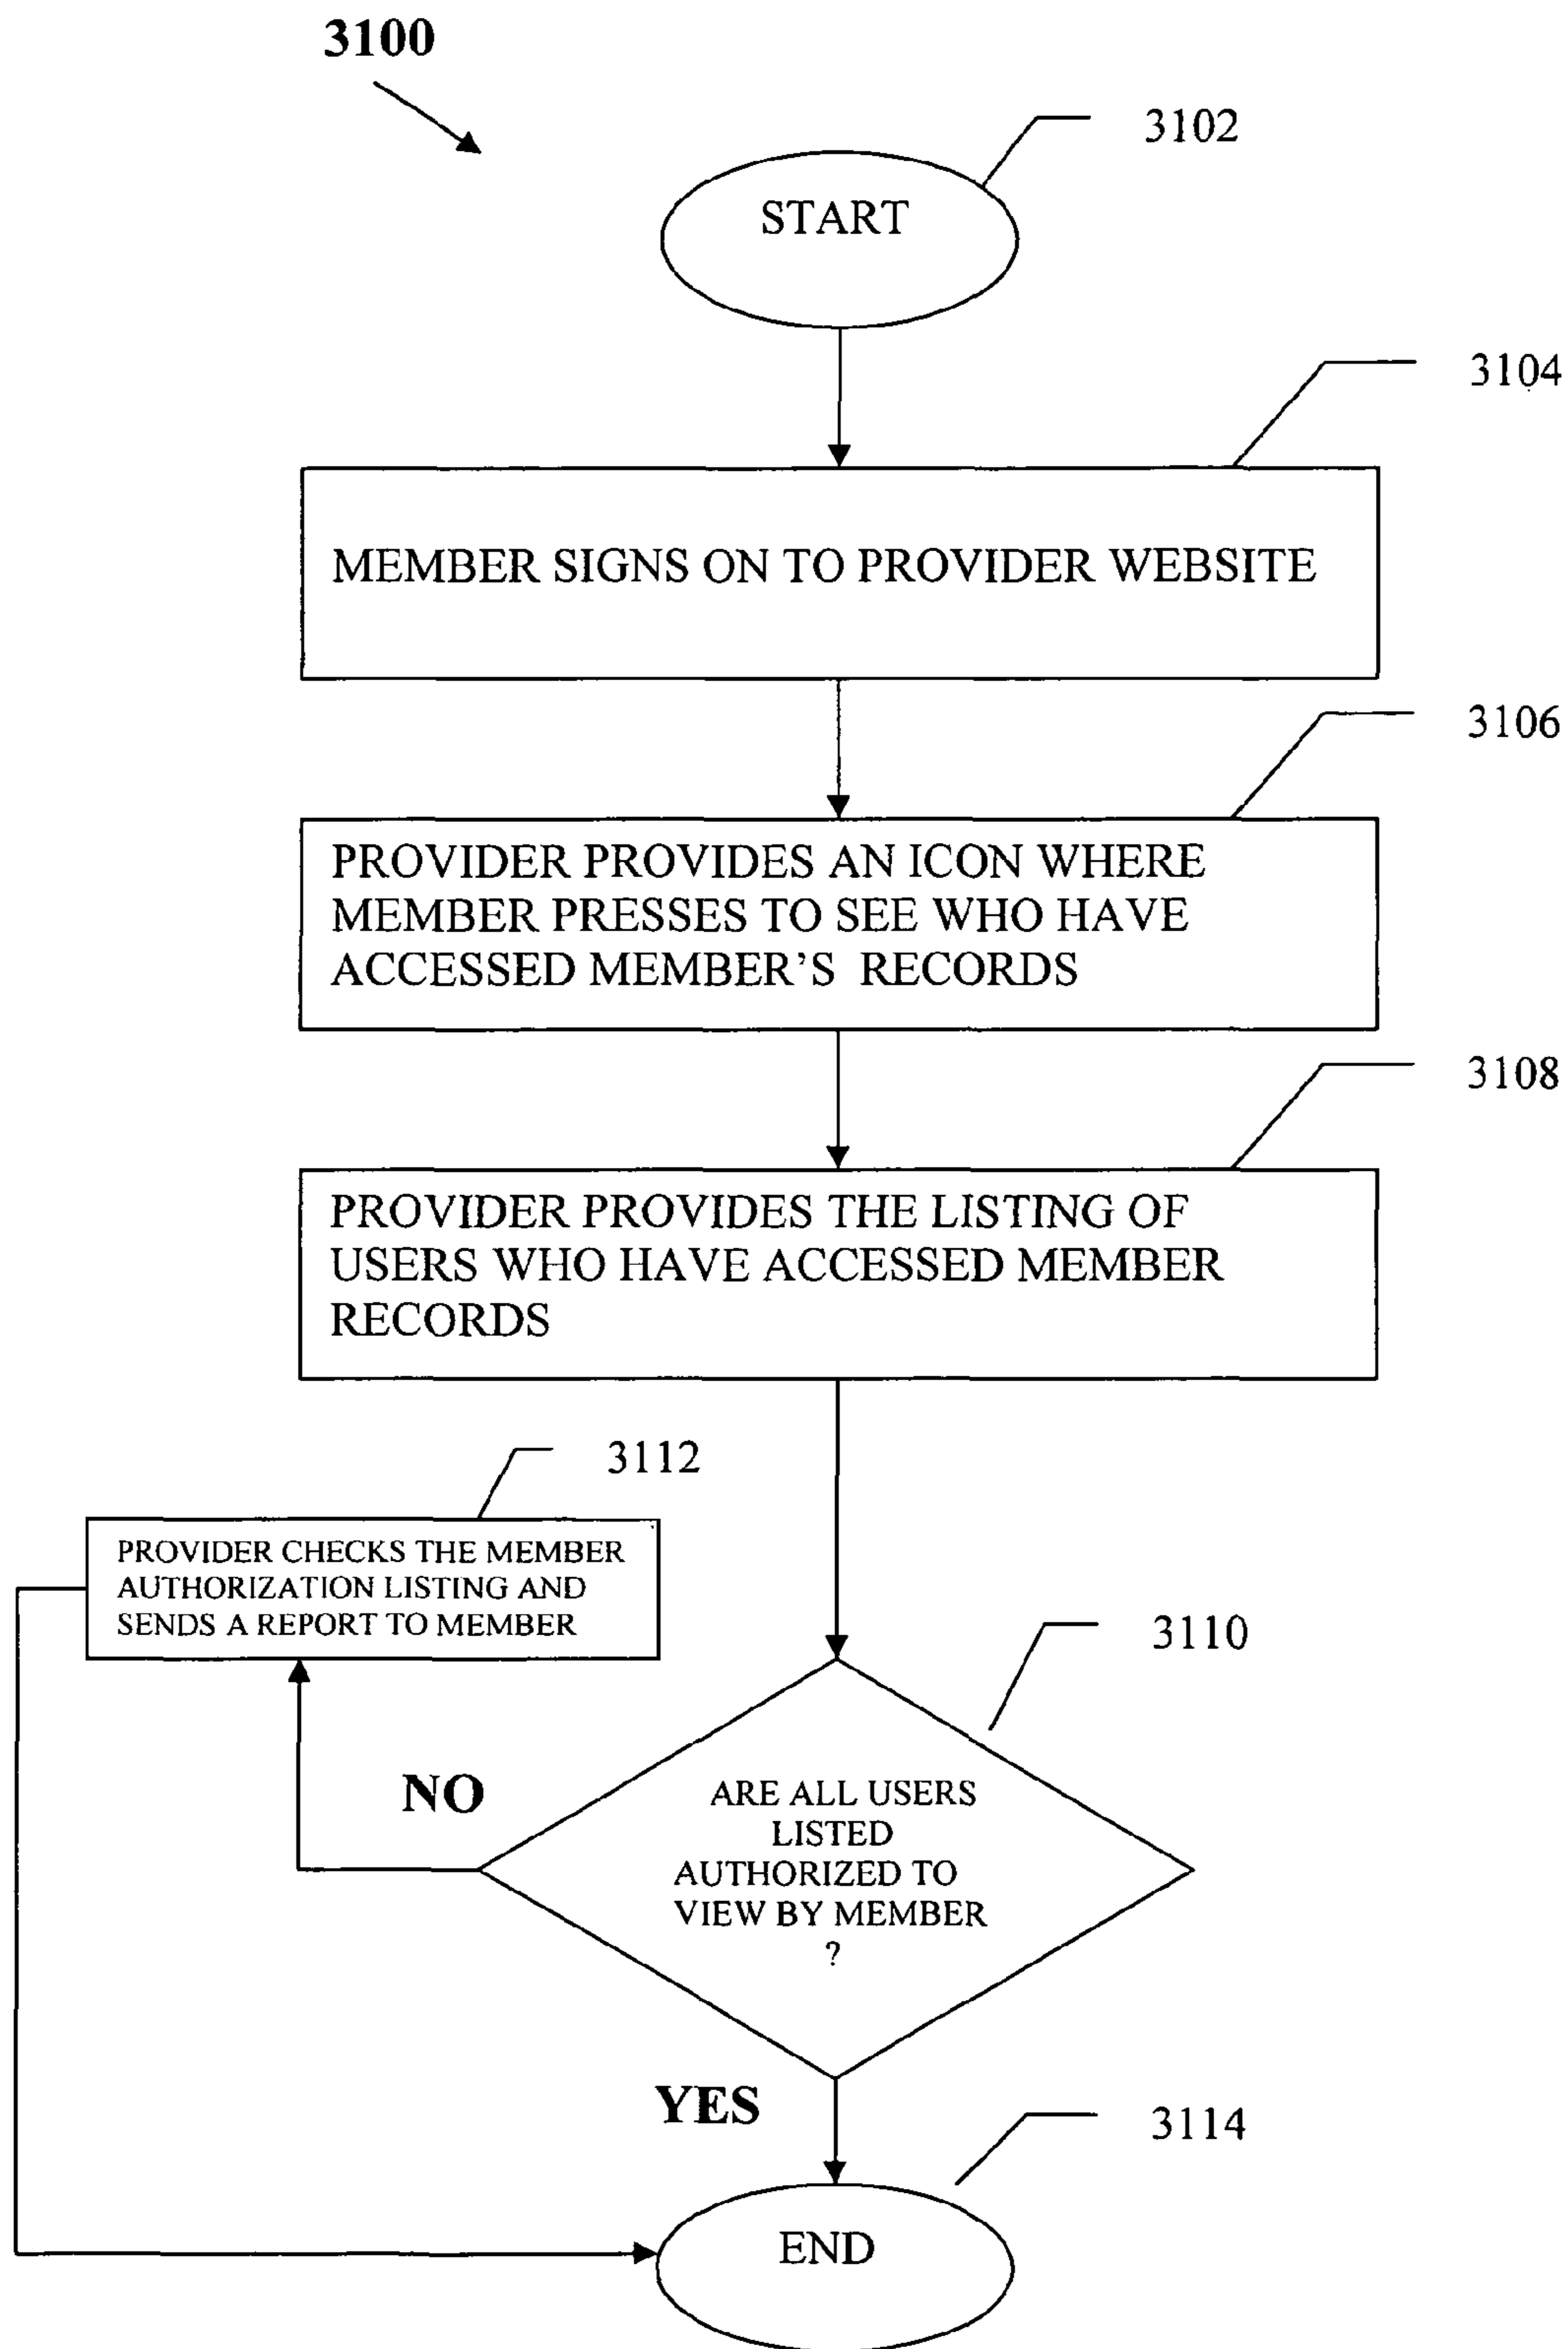 3100
3102
START
3104
MEMBER SIGNS ON TO PROVIDER WEBSITE
3106
PROVIDER PROVIDES AN ICON WHERE
MEMBER PRESSES TO SEE WHO HAVE
ACCESSED MEMBER'S RECORDS
3108
PROVIDER PROVIDES THE LISTING OF
USERS WHO HAVE ACCESSED MEMBER
RECORDS
3112
PROVIDER CHECKS THE MEMBER
AUTHORIZATION LISTING AND
SENDS A REPORT TO MEMBER
3110
NO
ARE ALL USERS
LISTED
AUTHORIZED TO
VIEW BY MEMBER
?
YES
3114
END